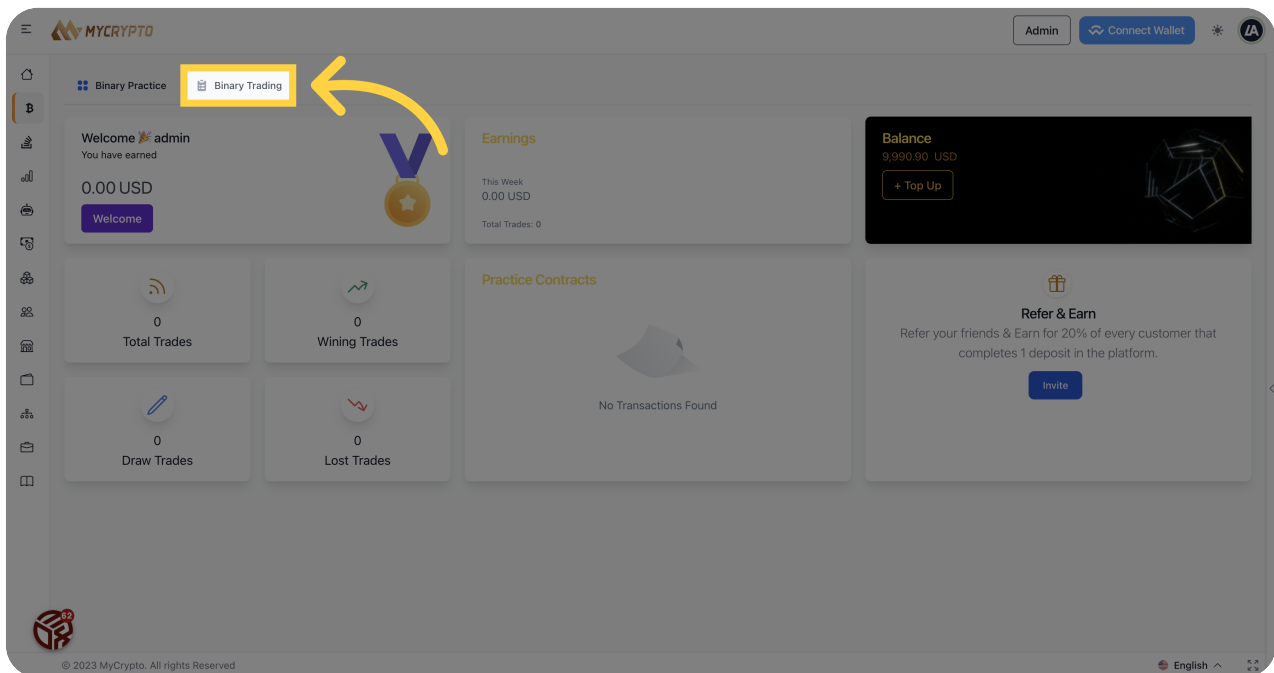 MYCRYPTO
Admin
Connect Wallet
Binary Practice
Binary Trading
Welcome 🎉 admin
You have earned
0.00 USD
Welcome
Earnings
This Week
0.00 USD
Total Trades: 0
Balance
9,990.90 USD
+ Top Up
0
Total Trades
0
Wining Trades
Practice Contracts
No Transactions Found
Refer & Earn
Refer your friends & Earn for 20% of every customer that
completes 1 deposit in the platform.
Invite
0
Draw Trades
0
Lost Trades
62
© 2023 MyCrypto. All rights Reserved
English